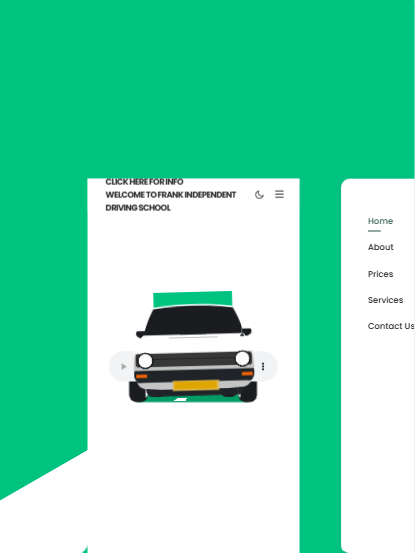 CLICK HERE FOR INFO
WELCOME TO FRANK INDEPENDENT
DRIVING SCHOOL
Home
About
Prices
Services
Contact Us